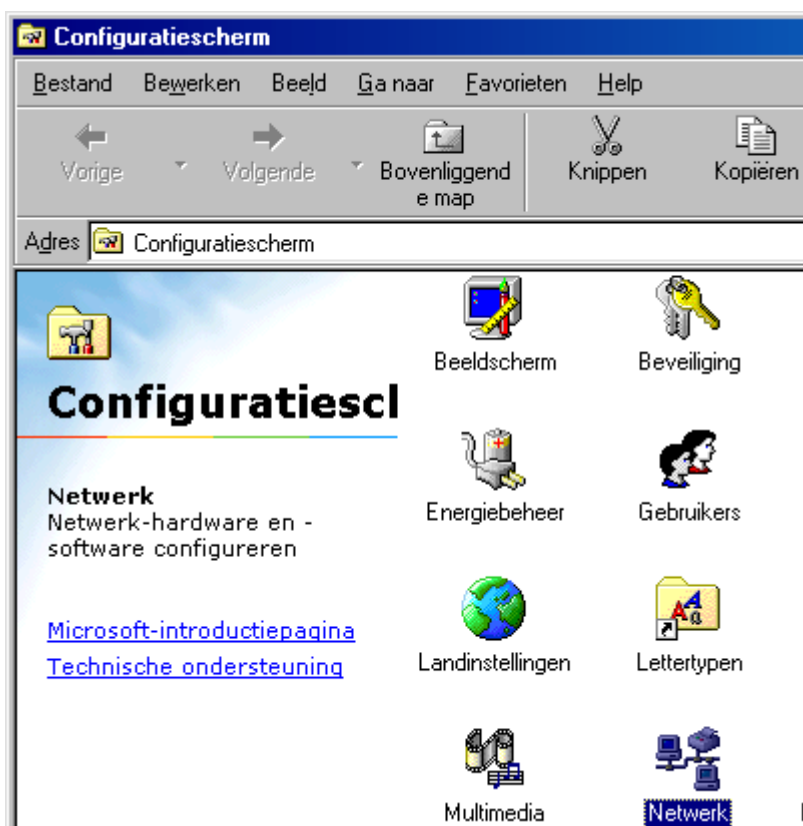 Configuratiescherm
Bestand Bewerken Beeld Ga naar Favorieten Help
Vorige Volgende Bovenliggend
e map Knippen Kopiëren
Adres Configuratiescherm
Configuratiescl
Netwerk
Netwerk-hardware en -
software configureren
Microsoft-introductiepagina
Technische ondersteuning
Beeldscherm Beveiliging
Energiebeheer Gebruikers
Landinstellingen Lettertypen
Multimedia Netwerk